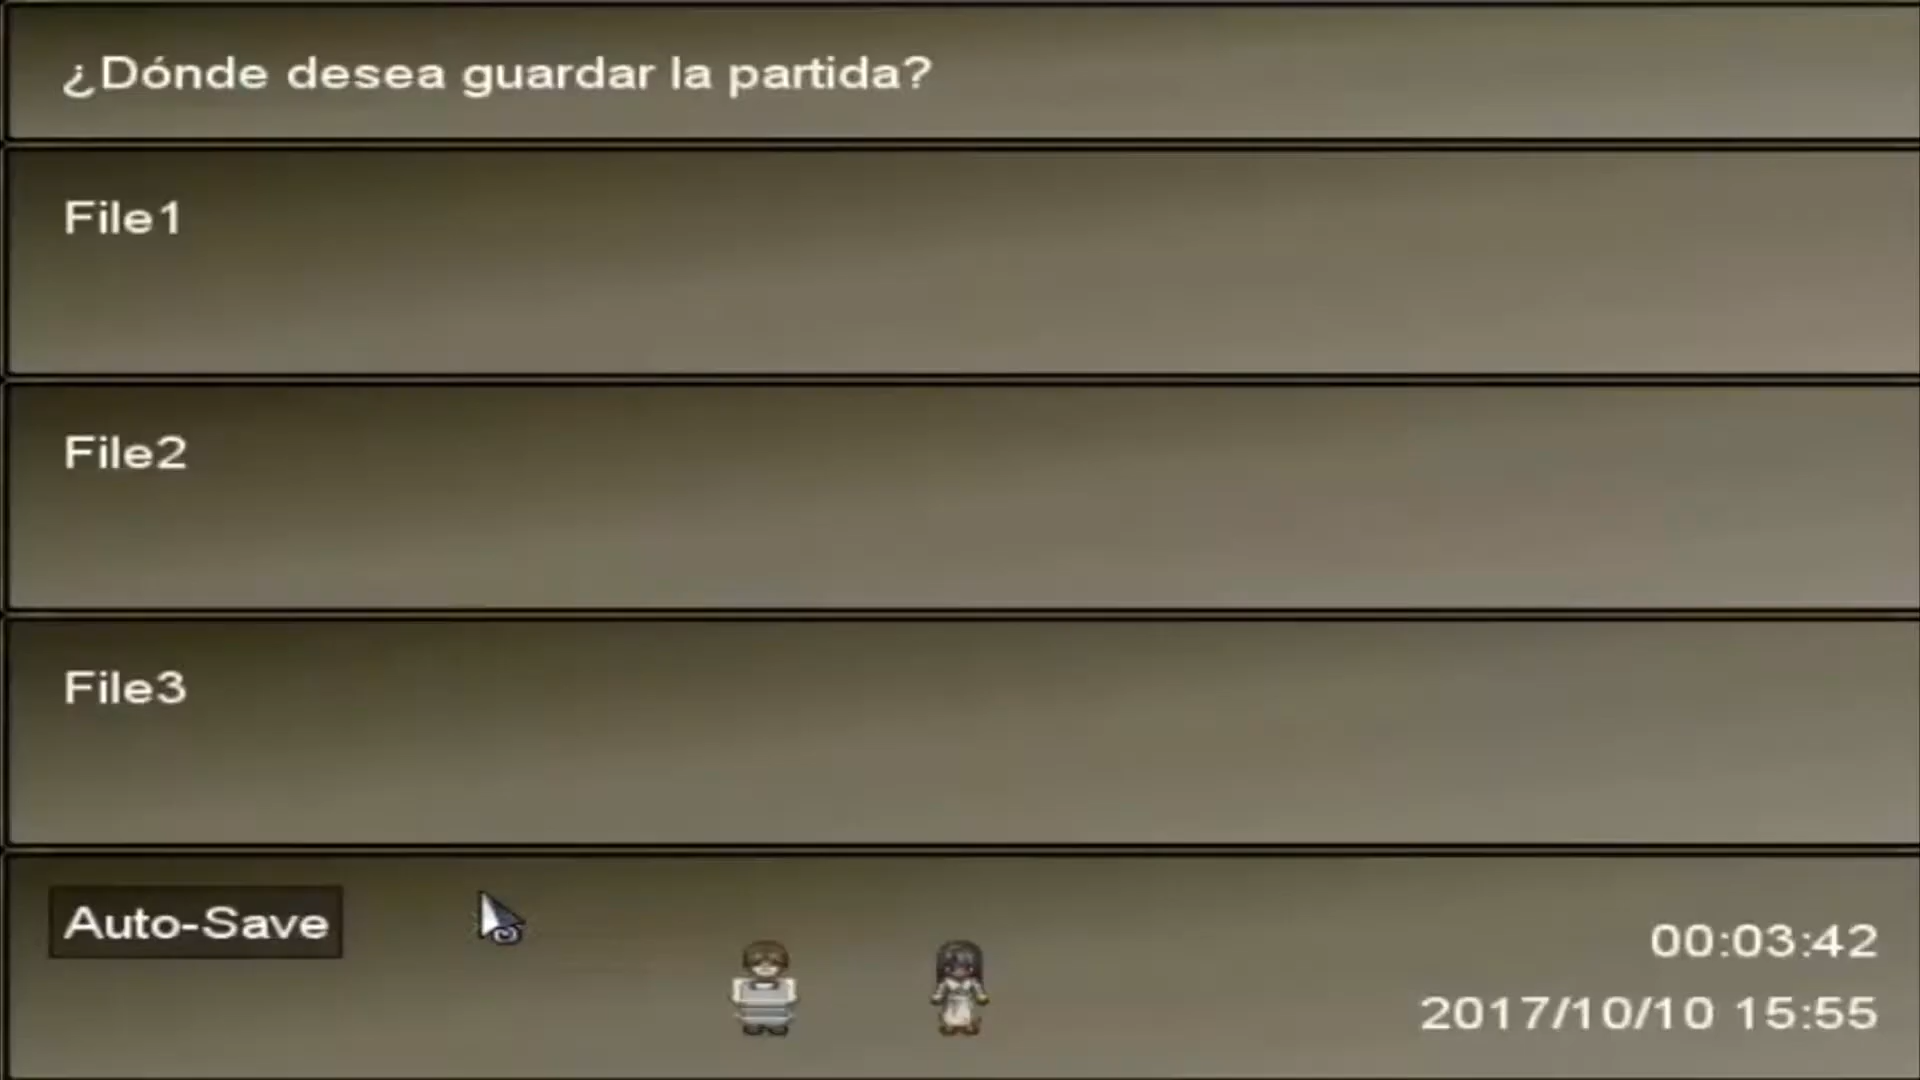 ¿Dónde desea guardar la partida?
File1
File2
File3
Auto-Save
00:03:42
2017/10/10 15:55